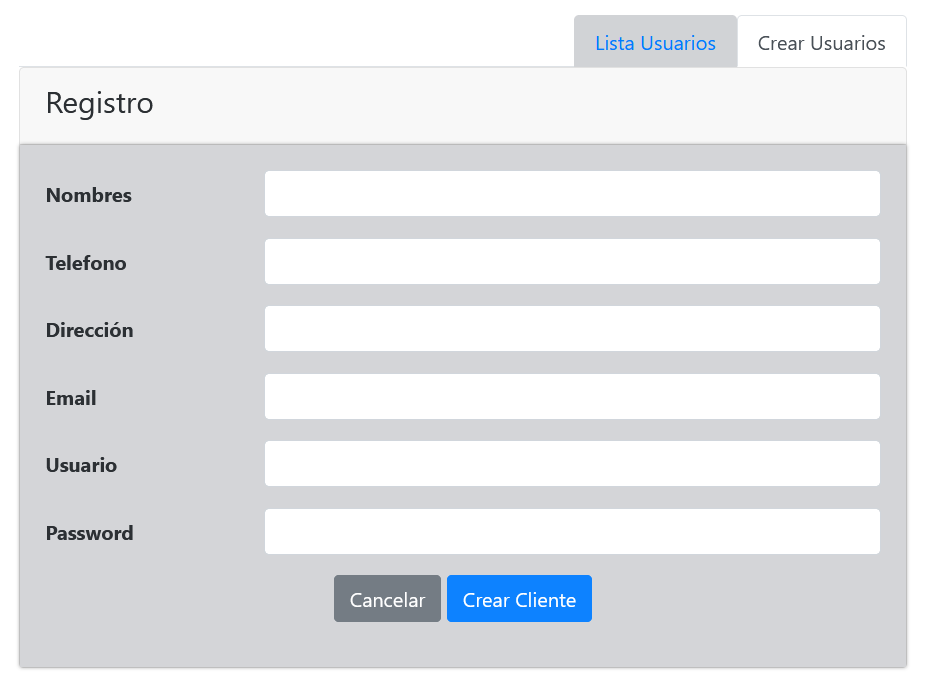 Lista Usuarios Crear Usuarios
Registro
Nombres
Telefono
Dirección
Email
Usuario
Password
Cancelar Crear Cliente